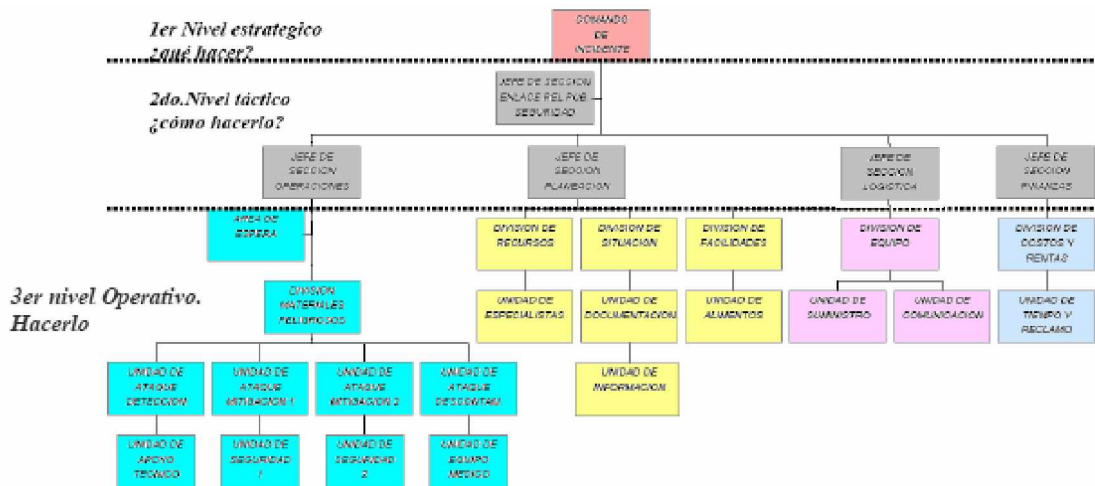 1er Nivel estrategico
¿qué hacer?
COMANDO
DE
INCIDENTE
2do.Nivel táctico
¿cómo hacerlo?
JEFE DE SECCION
ENLACE REL PUB.
SEGURIDAD
JEFE DE
SECCION
OPERACIONES
JEFE DE
SECCION
PLANEACION
JEFE DE
SECCION
LOGISTICA
JEFE DE
SECCION
FINANZAS
3er nivel Operativo.
Hacerlo
AREA DE
ESPERA
DIVISION DE
RECURSOS
DIVISION DE
SITUACION
DIVISION DE
FACILIDADES
DIVISION DE
EQUIPO
DIVISION DE
COSTOS Y
RENTAS
DIVISION
MATERIALES
PELIGROSOS
UNIDAD DE
ESPECIALISTAS
UNIDAD DE
DOCUMENTACION
UNIDAD DE
ALIMENTOS
UNIDAD DE
SUMINISTRO
UNIDAD DE
COMUNICACION
UNIDAD DE
TIEMPO Y
RECLAMO
UNIDAD DE
ATAQUE
DETECCION
UNIDAD DE
ATAQUE
MITIGACION 1
UNIDAD DE
ATAQUE
MITIGACION 2
UNIDAD DE
ATAQUE
DESCONTAM.
UNIDAD DE
INFORMACION
UNIDAD DE
APOYO
TECNICO
UNIDAD DE
SEGURIDAD
1
UNIDAD DE
SEGURIDAD
2
UNIDAD DE
EQUIPO
MEDICO